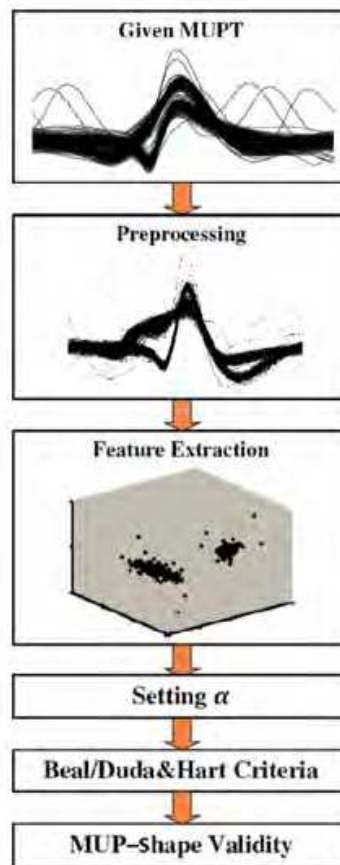 Given MUPT
Preprocessing
Feature Extraction
Setting α
Beal/Duda&Hart Criteria
MUP-Shape Validity